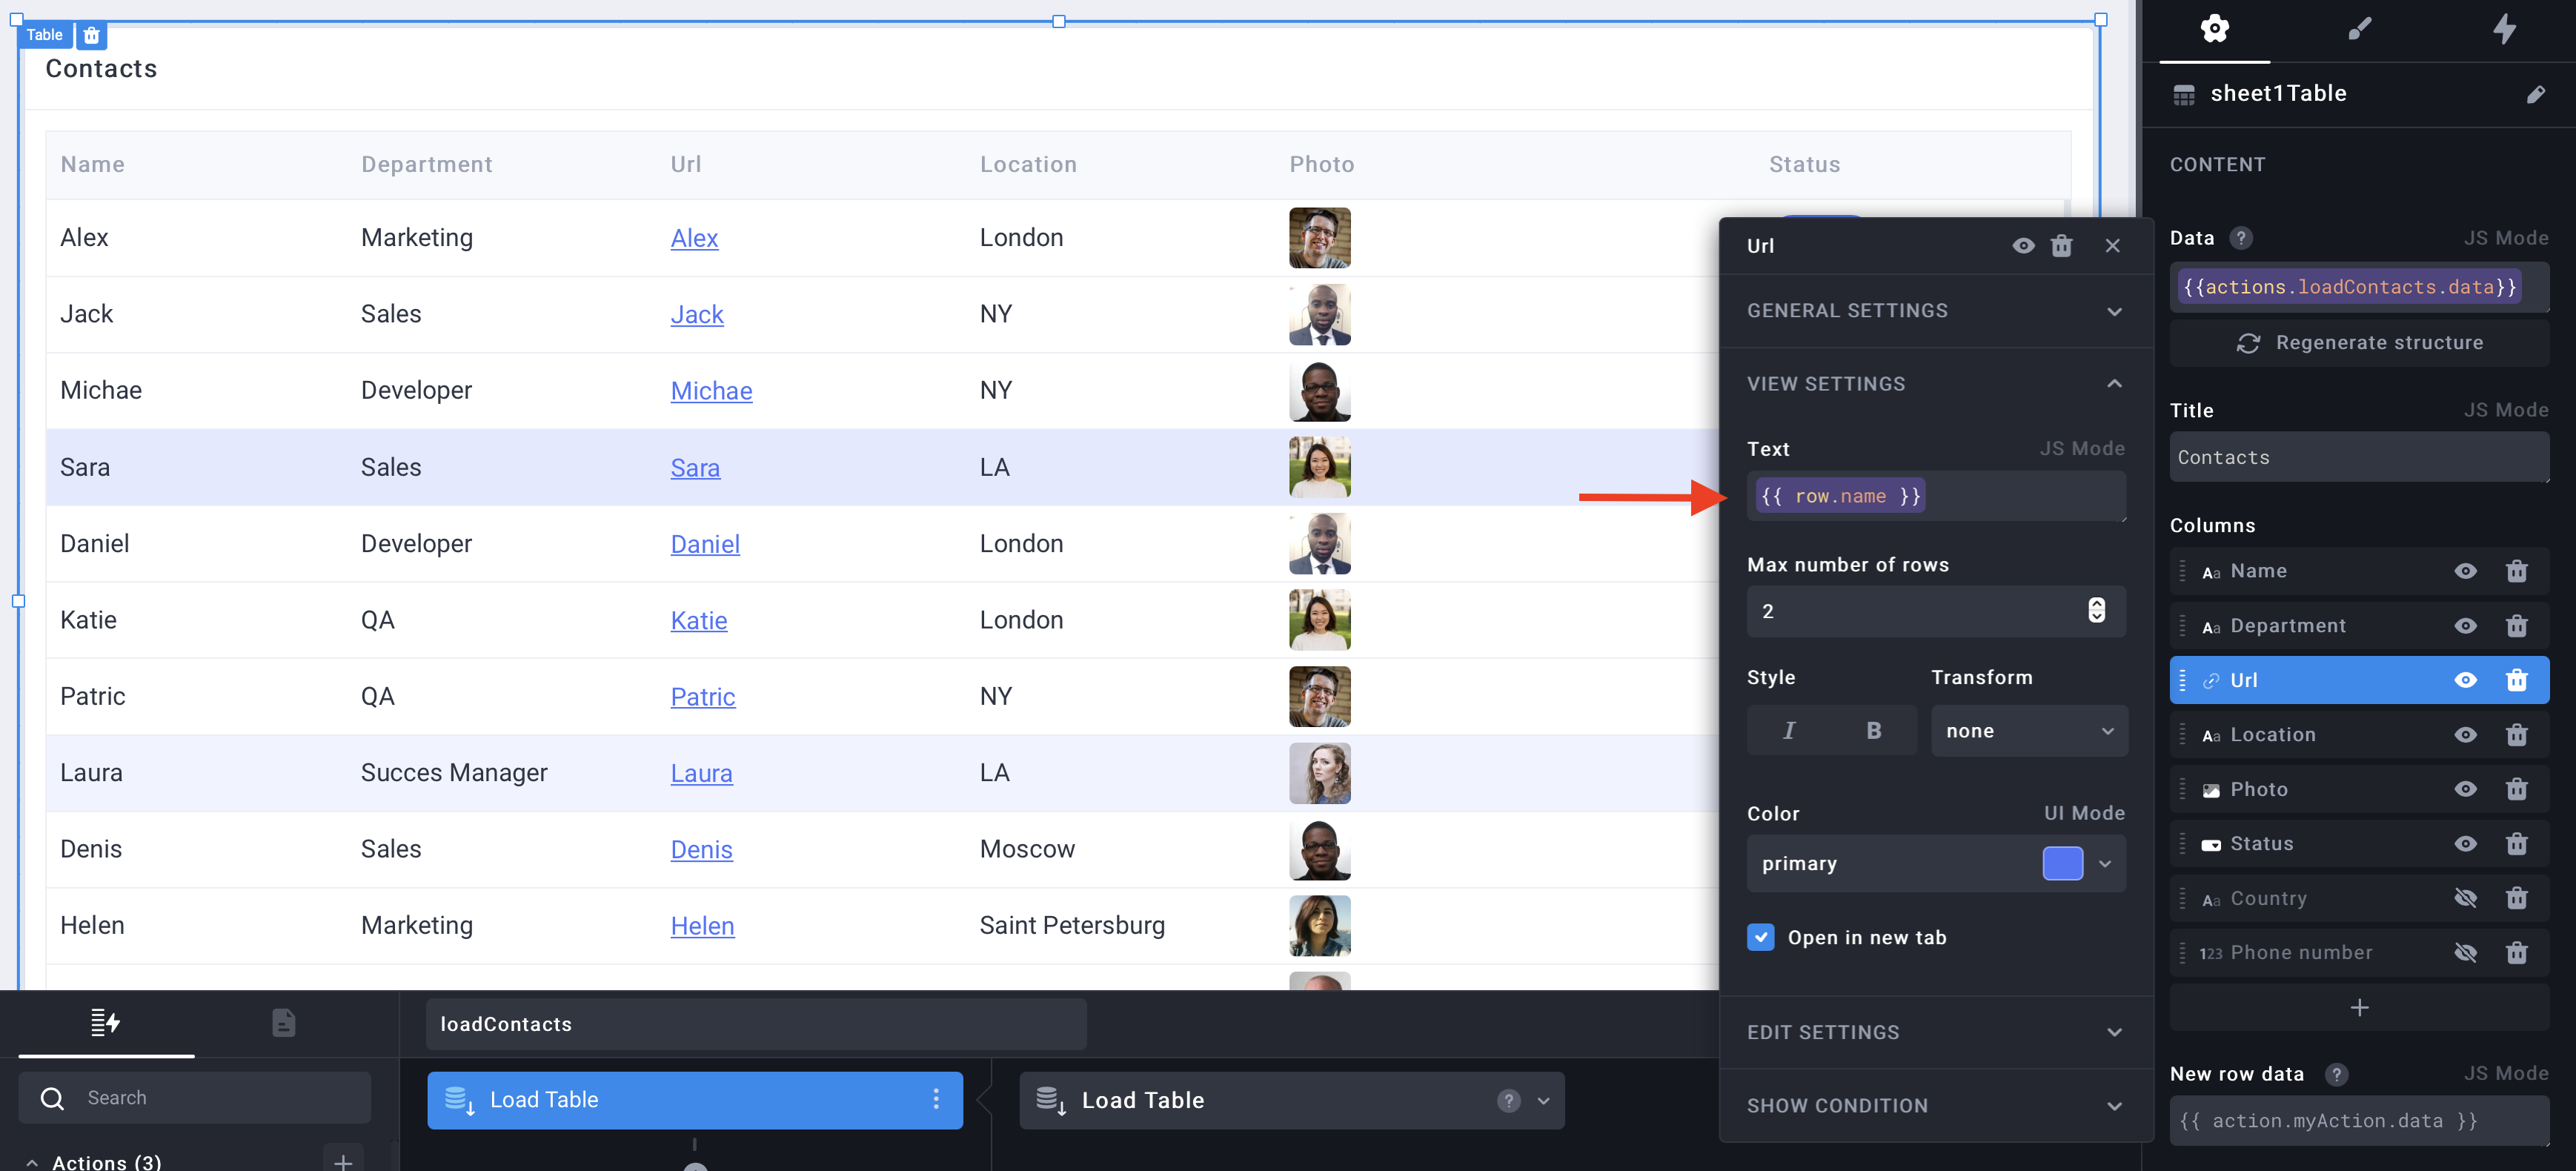 Table
Contacts
Name Department Url Location Photo Status
Alex Marketing Alex London
Jack Sales Jack NY
Michae Developer Michae NY
Sara Sales Sara LA
Daniel Developer Daniel London
Katie QA Katie London
Patric QA Patric NY
Laura Succes Manager Laura LA
Denis Sales Denis Moscow
Helen Marketing Helen Saint Petersburg
Url
GENERAL SETTINGS
VIEW SETTINGS
Text JS Mode
{{ row.name }}
Max number of rows
2
Style Transform
I B none
Color UI Mode
primary
Open in new tab
EDIT SETTINGS
SHOW CONDITION
sheet1Table
CONTENT
Data ? JS Mode
{{actions.loadContacts.data}}
Regenerate structure
Title JS Mode
Contacts
Columns
Aa Name
Aa Department
Url
Aa Location
Photo
Status
Aa Country
123 Phone number
+
New row data ? JS Mode
{{ action.myAction.data }}
loadContacts
Search
Load Table
Load Table ?
Actions (3) +